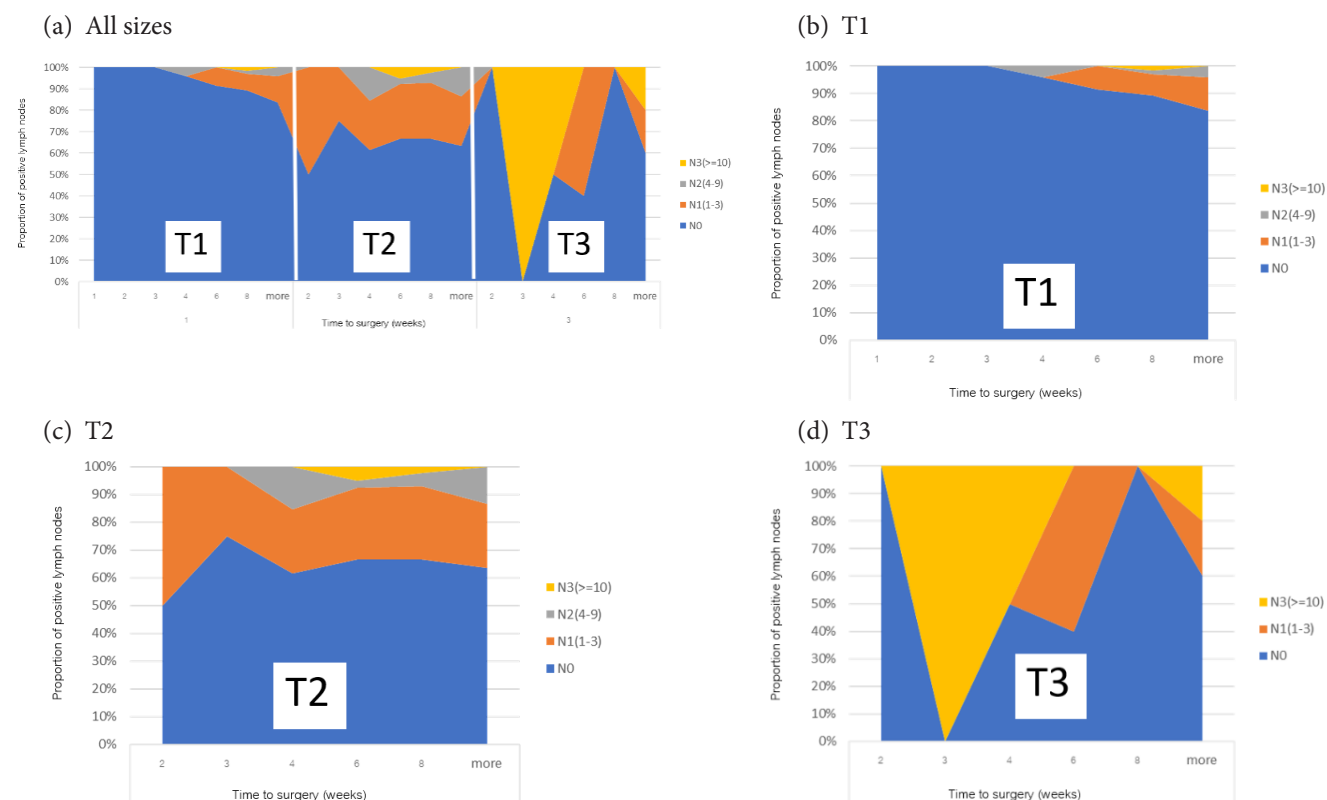 (a) All sizes
Proportion of positive lymph nodes
100%
90%
80%
70%
60%
50%
40%
30%
20%
10%
0%
T1 T2 T3
1 2 3 4 6 8 more 2 3 4 6 8 more 2 3 4 6 8 more
1 Time to surgery (weeks) 3
N3(>=10)
N2(4-9)
N1(1-3)
N0
(b) T1
Proportion of positive lymph nodes
100%
90%
80%
70%
60%
50%
40%
30%
20%
10%
0%
T1
1 2 3 4 6 8 more
Time to surgery (weeks)
N3(>=10)
N2(4-9)
N1(1-3)
N0
(c) T2
Proportion of positive lymph nodes
100%
90%
80%
70%
60%
50%
40%
30%
20%
10%
0%
T2
2 3 4 6 8 more
Time to surgery (weeks)
N3(>=10)
N2(4-9)
N1(1-3)
N0
(d) T3
Proportion of positive lymph nodes
100%
90%
80%
70%
60%
50%
40%
30%
20%
10%
0%
T3
2 3 4 6 8 more
Time to surgery (weeks)
N3(>=10)
N1(1-3)
N0